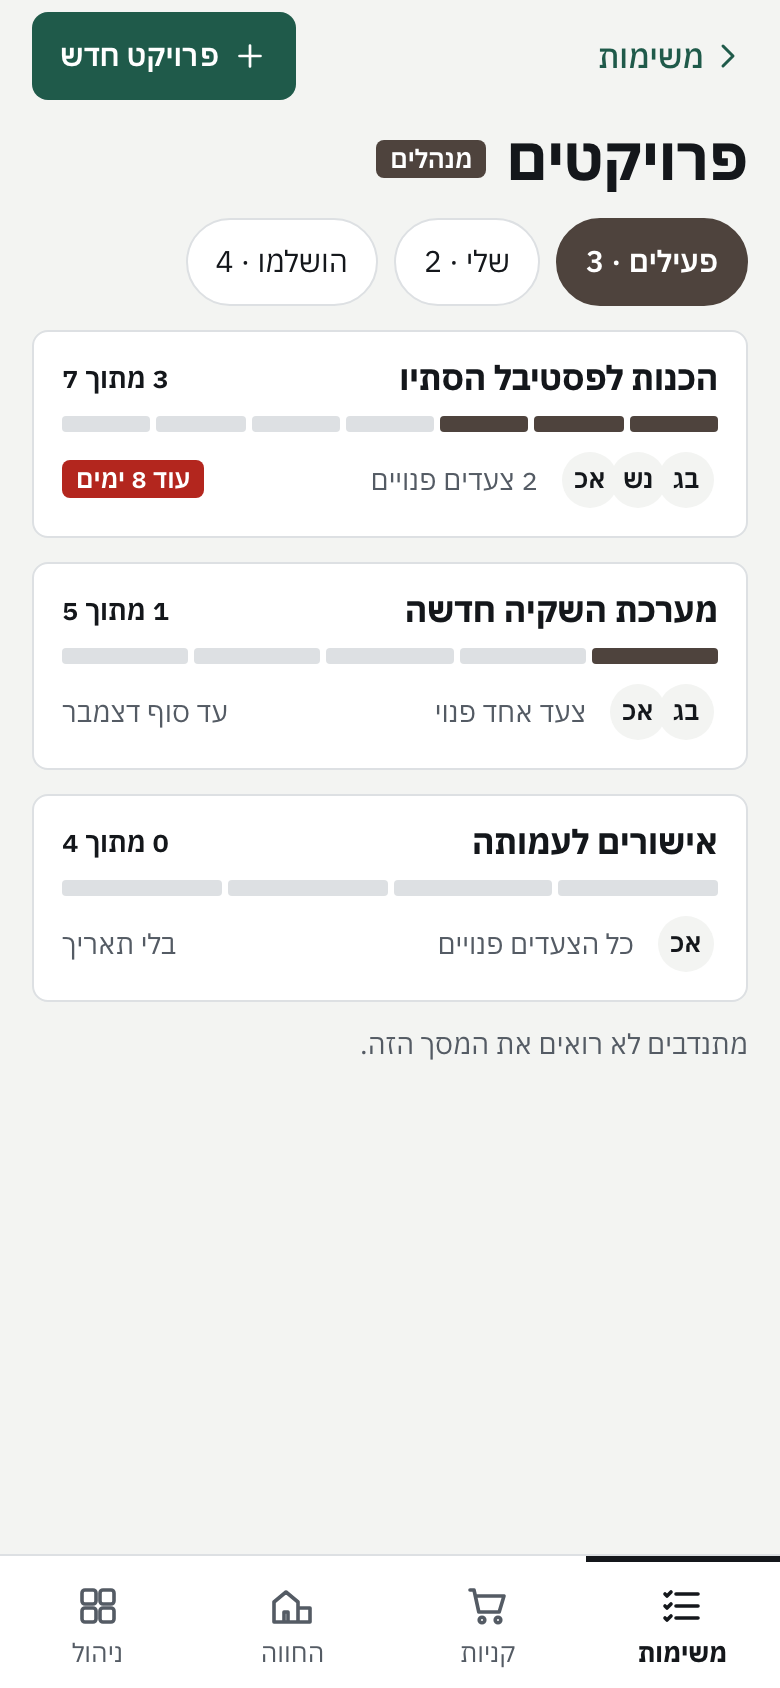 משימות
+ פרויקט חדש
פרויקטים מנהלים
פעילים · 3
שלי · 2
הושלמו · 4
הכנות לפסטיבל הסתיו
3 מתוך 7
בג נש אכ
2 צעדים פנויים
עוד 8 ימים
מערכת השקיה חדשה
1 מתוך 5
בג אכ
צעד אחד פנוי
עד סוף דצמבר
אישורים לעמותה
0 מתוך 4
אכ
כל הצעדים פנויים
בלי תאריך
מתנדבים לא רואים את המסך הזה.
משימות
קניות
החווה
ניהול